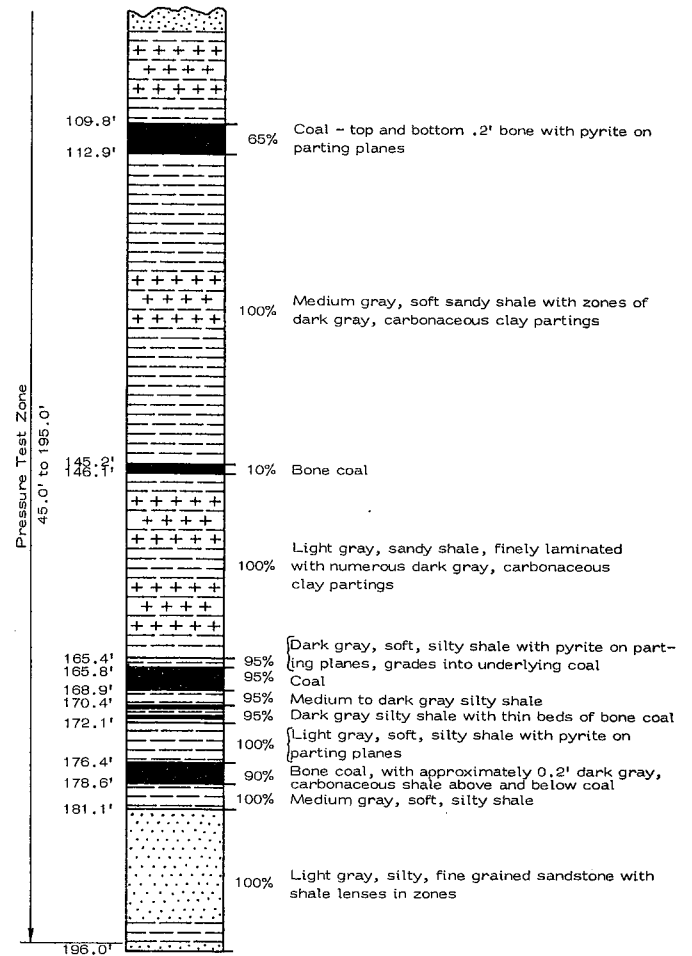 109.8'
65% Coal - top and bottom .2' bone with pyrite on
parting planes
112.9'
100% Medium gray, soft sandy shale with zones of
dark gray, carbonaceous clay partings
Pressure Test Zone
45.0' to 195.0'
145.2'
146.1'
10% Bone coal
100% Light gray, sandy shale, finely laminated
with numerous dark gray, carbonaceous
clay partings
165.4'
95% Dark gray, soft, silty shale with pyrite on part-
ing planes, grades into underlying coal
165.8'
95% Coal
168.9'
95% Medium to dark gray silty shale
170.4'
95% Dark gray silty shale with thin beds of bone coal
172.1'
100% Light gray, soft, silty shale with pyrite on
parting planes
176.4'
90% Bone coal, with approximately 0.2' dark gray,
carbonaceous shale above and below coal
178.6'
100% Medium gray, soft, silty shale
181.1'
100% Light gray, silty, fine grained sandstone with
shale lenses in zones
196.0'